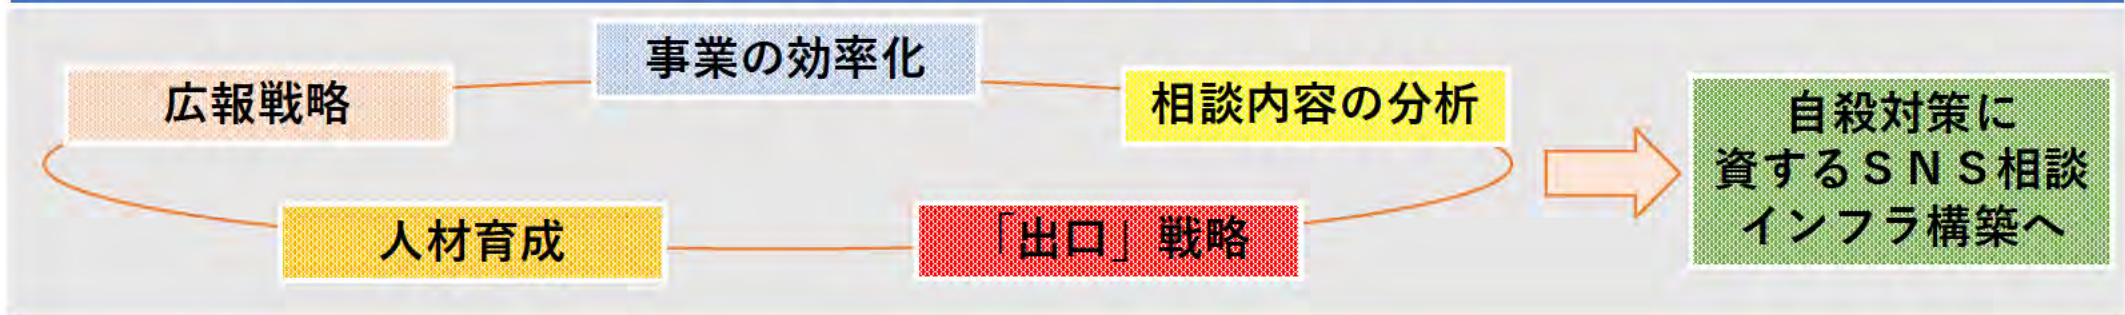 事業の効率化
広報戦略
相談内容の分析
人材育成
「出口」戦略
自殺対策に
資するＳＮＳ相談
インフラ構築へ